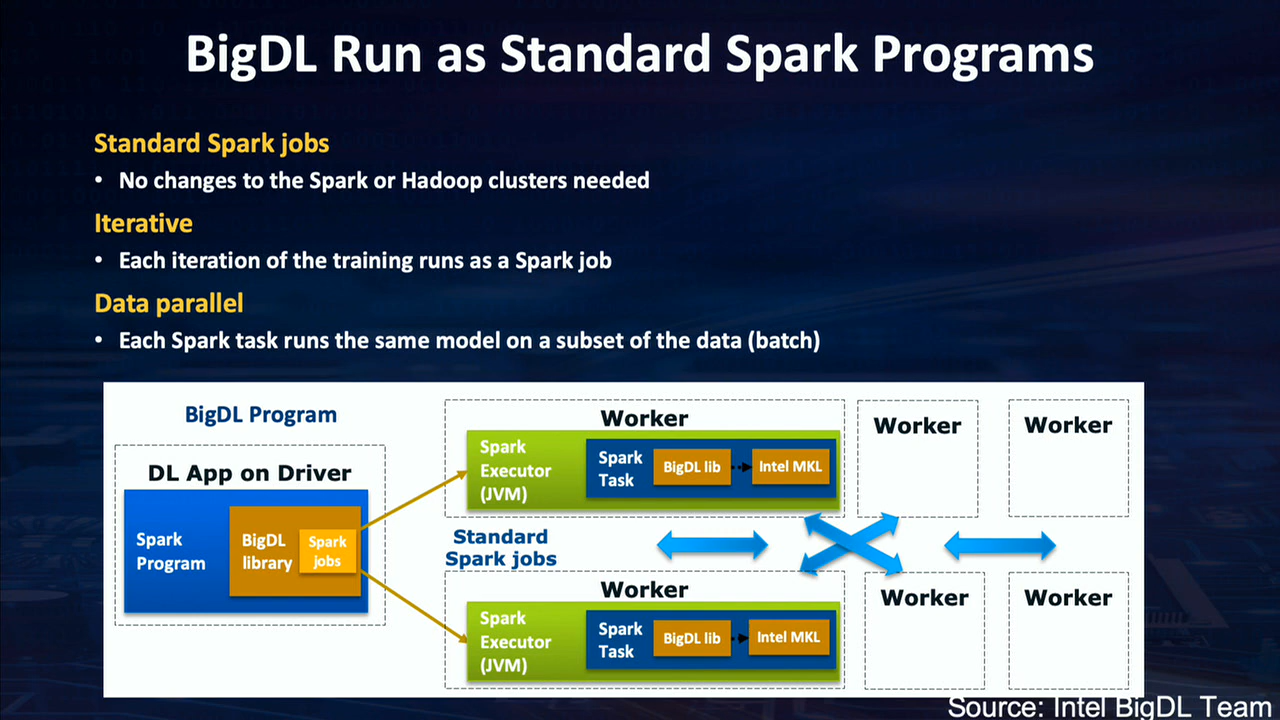 BigDL Run as Standard Spark Programs
Standard Spark jobs
• No changes to the Spark or Hadoop clusters needed
Iterative
• Each iteration of the training runs as a Spark job
Data parallel
• Each Spark task runs the same model on a subset of the data (batch)
BigDL Program
DL App on Driver
Spark
Program
BigDL
library
Spark
jobs
Worker
Spark
Executor
(JVM)
Spark
Task
BigDL lib
Intel MKL
Worker
Worker
Standard
Spark jobs
Worker
Spark
Executor
(JVM)
Spark
Task
BigDL lib
Intel MKL
Worker
Worker
Source: Intel BigDL Team